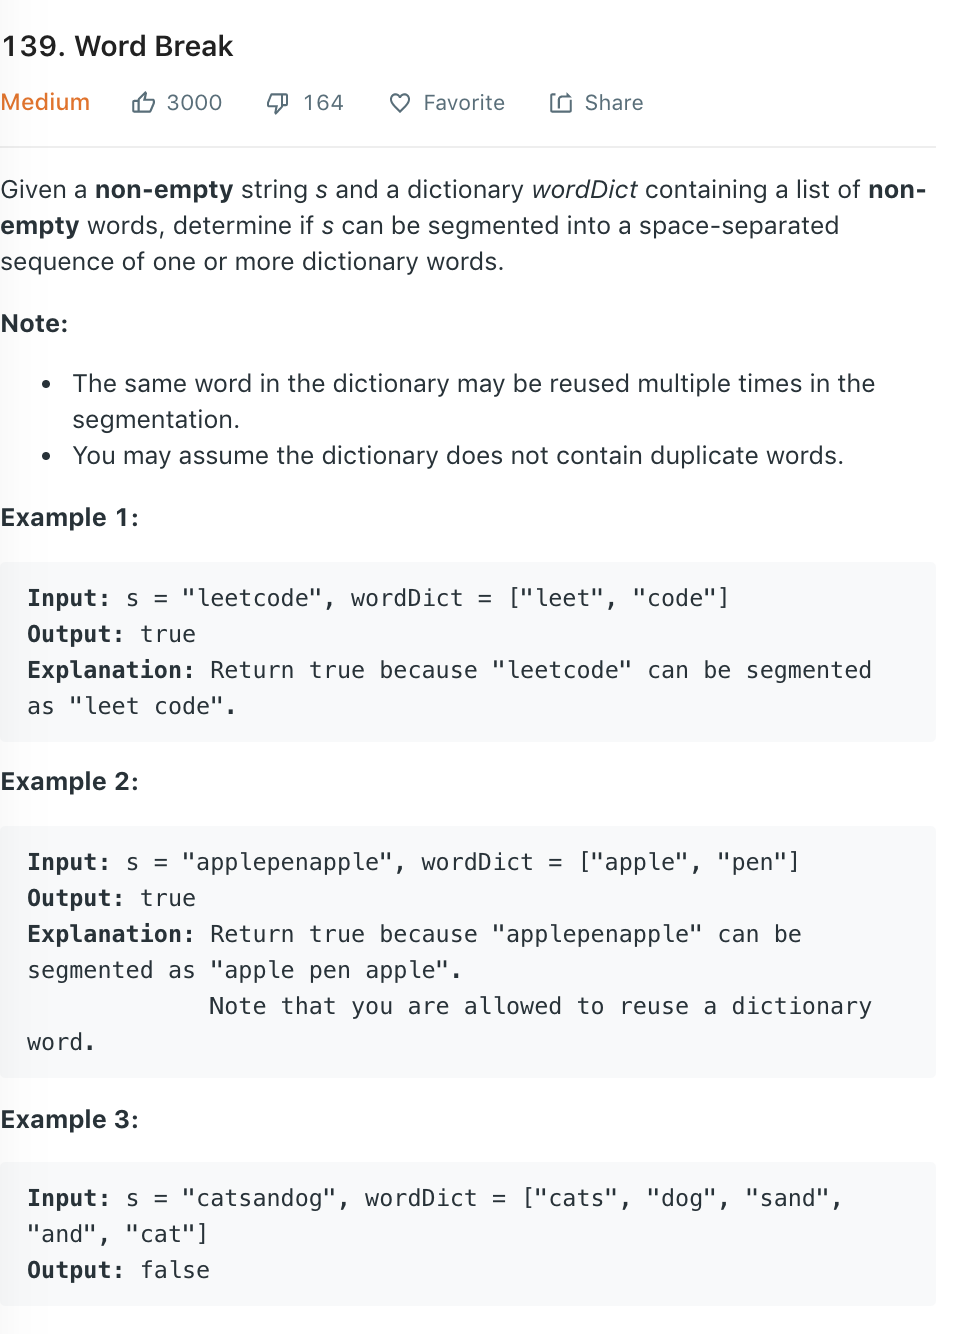 139. Word Break
Medium 3000 164 Favorite Share
Given a non-empty string s and a dictionary wordDict containing a list of non-
empty words, determine if s can be segmented into a space-separated
sequence of one or more dictionary words.
Note:
• The same word in the dictionary may be reused multiple times in the
segmentation.
• You may assume the dictionary does not contain duplicate words.
Example 1:
Input: s = "leetcode", wordDict = ["leet", "code"]
Output: true
Explanation: Return true because "leetcode" can be segmented
as "leet code".
Example 2:
Input: s = "applepenapple", wordDict = ["apple", "pen"]
Output: true
Explanation: Return true because "applepenapple" can be
segmented as "apple pen apple".
Note that you are allowed to reuse a dictionary
word.
Example 3:
Input: s = "catsandog", wordDict = ["cats", "dog", "sand",
"and", "cat"]
Output: false